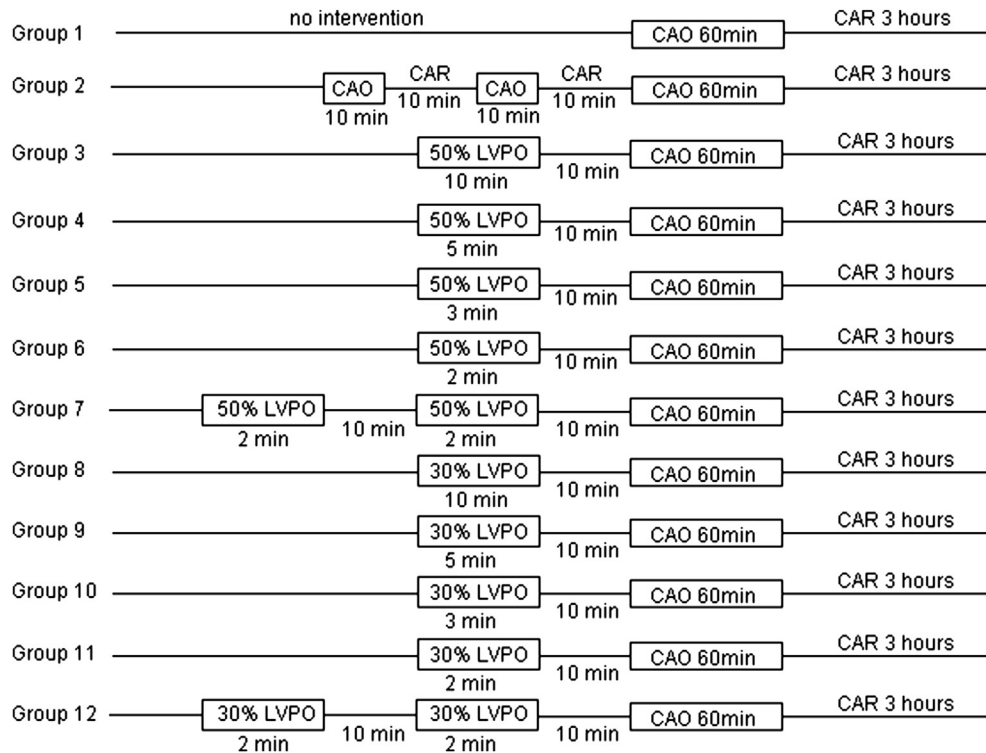 no intervention
Group 1
CAO 60min
CAR 3 hours
Group 2
CAO
10 min
CAR
10 min
CAO
10 min
CAR
10 min
CAO 60min
CAR 3 hours
Group 3
50% LVPO
10 min
10 min
CAO 60min
CAR 3 hours
Group 4
50% LVPO
5 min
10 min
CAO 60min
CAR 3 hours
Group 5
50% LVPO
3 min
10 min
CAO 60min
CAR 3 hours
Group 6
50% LVPO
2 min
10 min
CAO 60min
CAR 3 hours
Group 7
50% LVPO
2 min
10 min
50% LVPO
2 min
10 min
CAO 60min
CAR 3 hours
Group 8
30% LVPO
10 min
10 min
CAO 60min
CAR 3 hours
Group 9
30% LVPO
5 min
10 min
CAO 60min
CAR 3 hours
Group 10
30% LVPO
3 min
10 min
CAO 60min
CAR 3 hours
Group 11
30% LVPO
2 min
10 min
CAO 60min
CAR 3 hours
Group 12
30% LVPO
2 min
10 min
30% LVPO
2 min
10 min
CAO 60min
CAR 3 hours